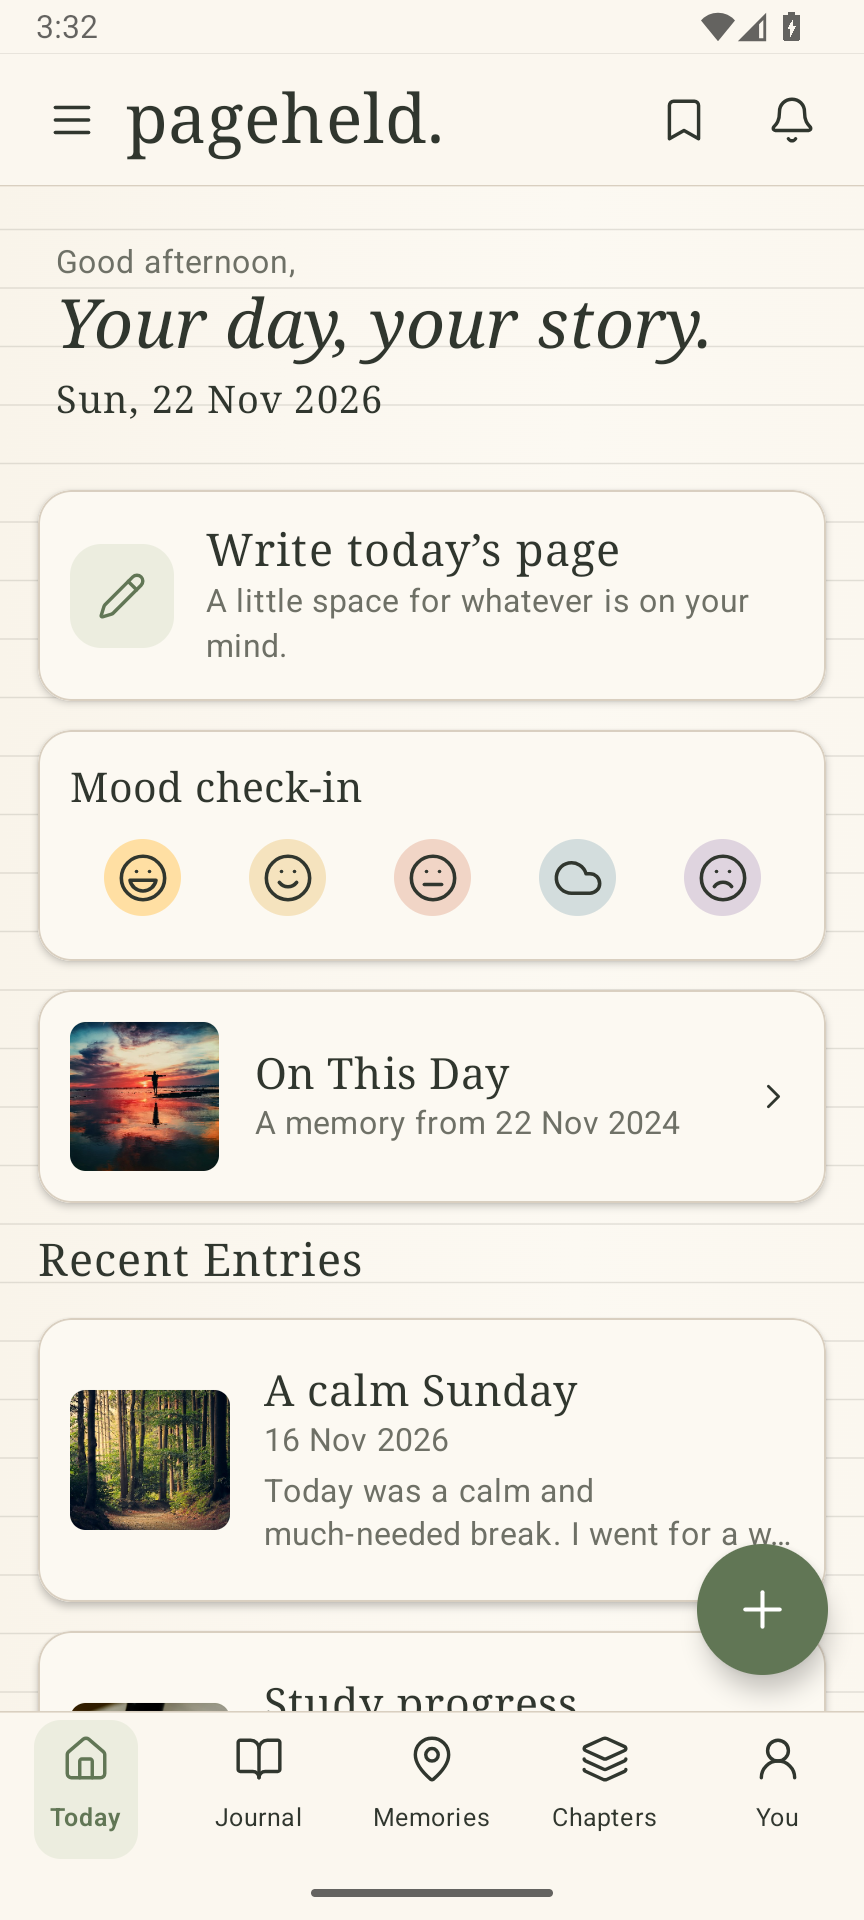 3:32
pageheld.
Good afternoon,
Your day, your story.
Sun, 22 Nov 2026
Write today’s page
A little space for whatever is on your
mind.
Mood check-in
On This Day
A memory from 22 Nov 2024
Recent Entries
A calm Sunday
16 Nov 2026
Today was a calm and
much-needed break. I went for a w…
Study progress
Today
Journal
Memories
Chapters
You